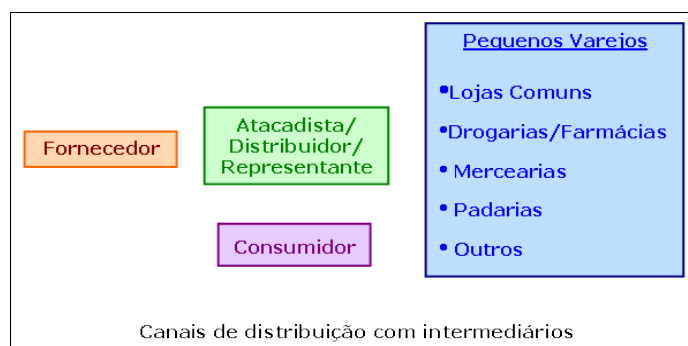 Fornecedor
Atacadista/
Distribuidor/
Representante
Consumidor
Pequenos Varejos
•Lojas Comuns
•Drogarias/Farmácias
• Mercearias
• Padarias
• Outros
Canais de distribuição com intermediários